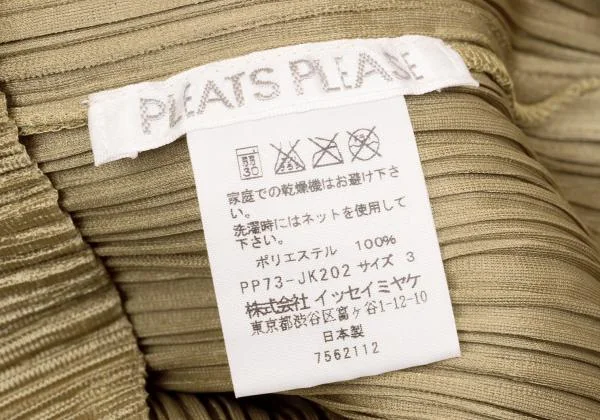 PLEATS PLEASE
弱 30
家庭での乾燥機はお避け下さ
い。
洗濯時にはネットを使用して
下さい。
ポリエステル 100%
PP73-JK202 サイズ 3
株式会社 イッセイミヤケ
東京都渋谷区富ヶ谷1-12-10
日本製
7562112